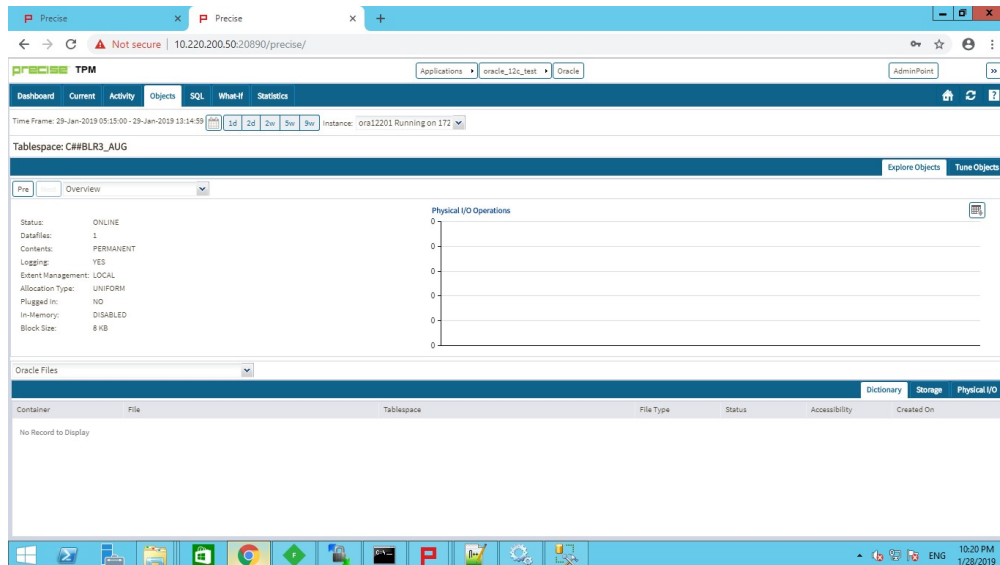 Precise
Precise
Not secure | 10.220.200.50:20890/precise/
precise TPM
Applications oracle_12c_test Oracle
AdminPoint
Dashboard Current Activity Objects SQL What-If Statistics
Time Frame: 29-Jan-2019 05:15:00 - 29-Jan-2019 13:14:59 1d 2d 2w 5w 9w Instance: ora12201 Running on 172
Tablespace: C##BLR3_AUG
Explore Objects Tune Objects
Pre Overview
Physical I/O Operations
Status: ONLINE
Datafiles: 1
Contents: PERMANENT
Logging: YES
Extent Management: LOCAL
Allocation Type: UNIFORM
Plugged In: NO
In-Memory: DISABLED
Block Size: 8 KB
0
0
0
0
0
0
Oracle Files
Dictionary Storage Physical I/O
Container File Tablespace File Type Status Accessibility Created On
No Record to Display
ENG
10:20 PM
1/28/2019